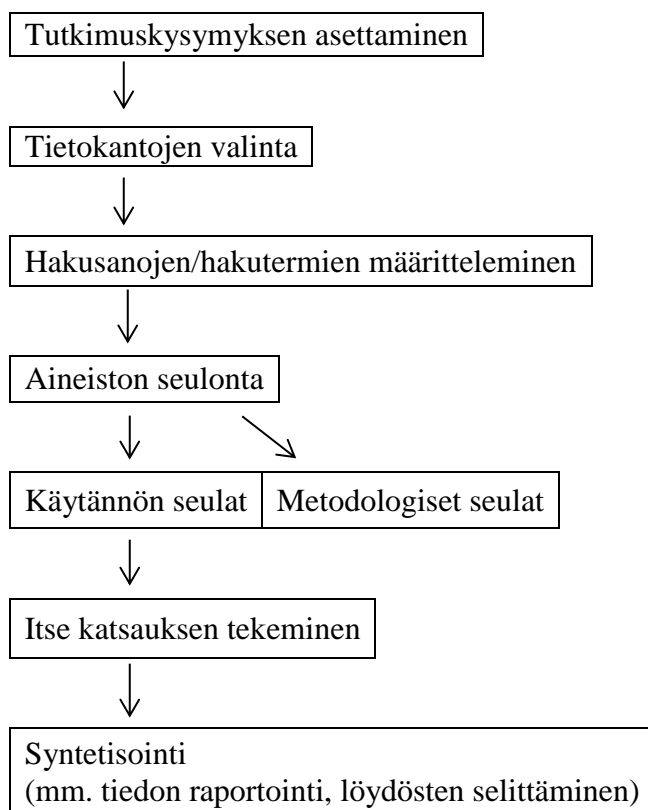 Tutkimuskysymyksen asettaminen
Tietokantojen valinta
Hakusanojen/hakutermien määritteleminen
Aineiston seulonta
Käytännön seulat
Metodologiset seulat
Itse katsauksen tekeminen
Syntetisointi
(mm. tiedon raportointi, löydösten selittäminen)